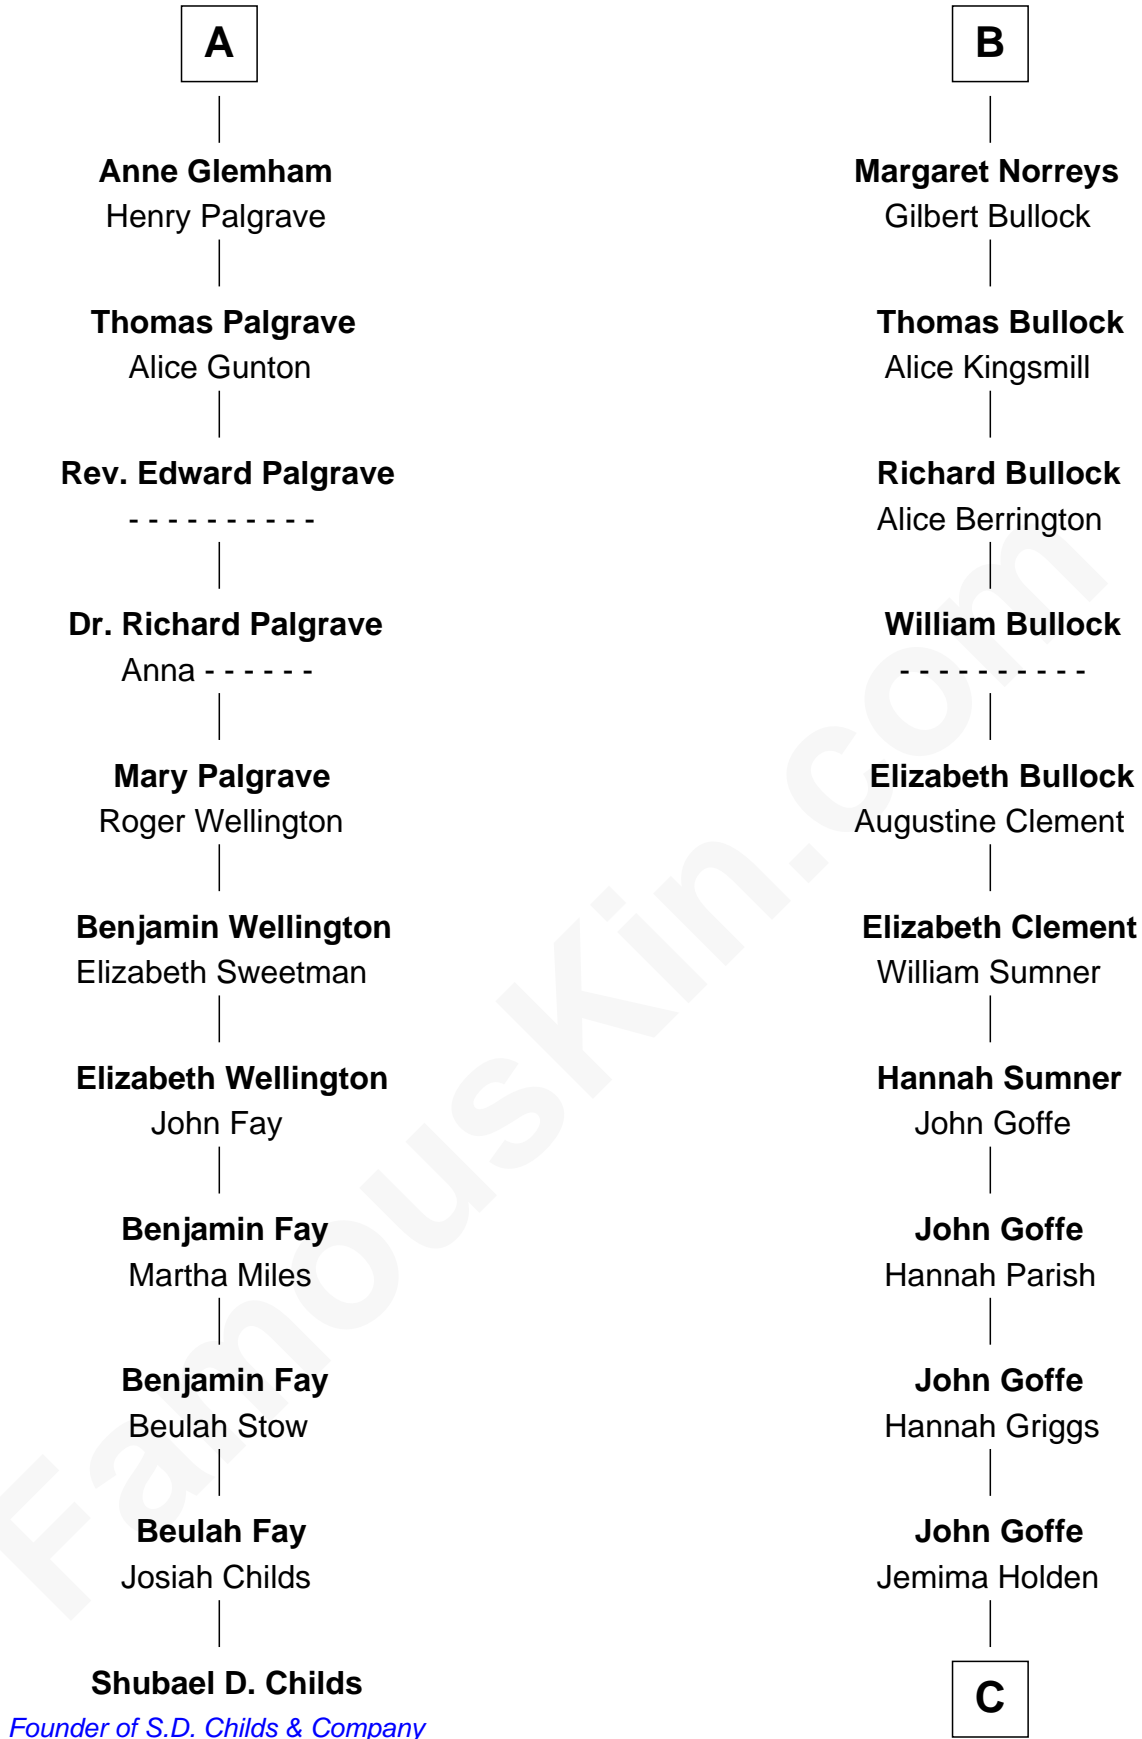 A
Anne Glemham
Henry Palgrave
Thomas Palgrave
Alice Gunton
Rev. Edward Palgrave
- - - - - - - - - -
Dr. Richard Palgrave
Anna - - - - - -
Mary Palgrave
Roger Wellington
Benjamin Wellington
Elizabeth Sweetman
Elizabeth Wellington
John Fay
Benjamin Fay
Martha Miles
Benjamin Fay
Beulah Stow
Beulah Fay
Josiah Childs
Shubael D. Childs
Founder of S.D. Childs & Company
B
Margaret Norreys
Gilbert Bullock
Thomas Bullock
Alice Kingsmill
Richard Bullock
Alice Berrington
William Bullock
- - - - - - - - - -
Elizabeth Bullock
Augustine Clement
Elizabeth Clement
William Sumner
Hannah Sumner
John Goffe
John Goffe
Hannah Parish
John Goffe
Hannah Griggs
John Goffe
Jemima Holden
C
FamousKin.com